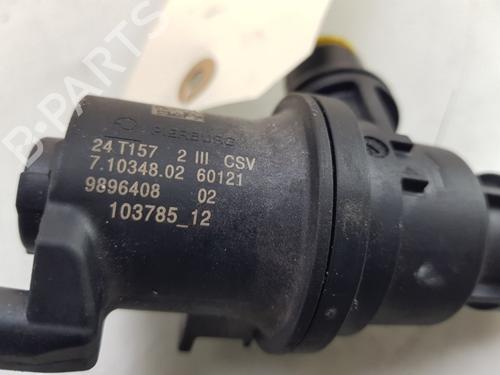 PIERBURG
24 T157 2 III CSV
7.10348.02 60121
9896408 02
103785_12
B-PARTS